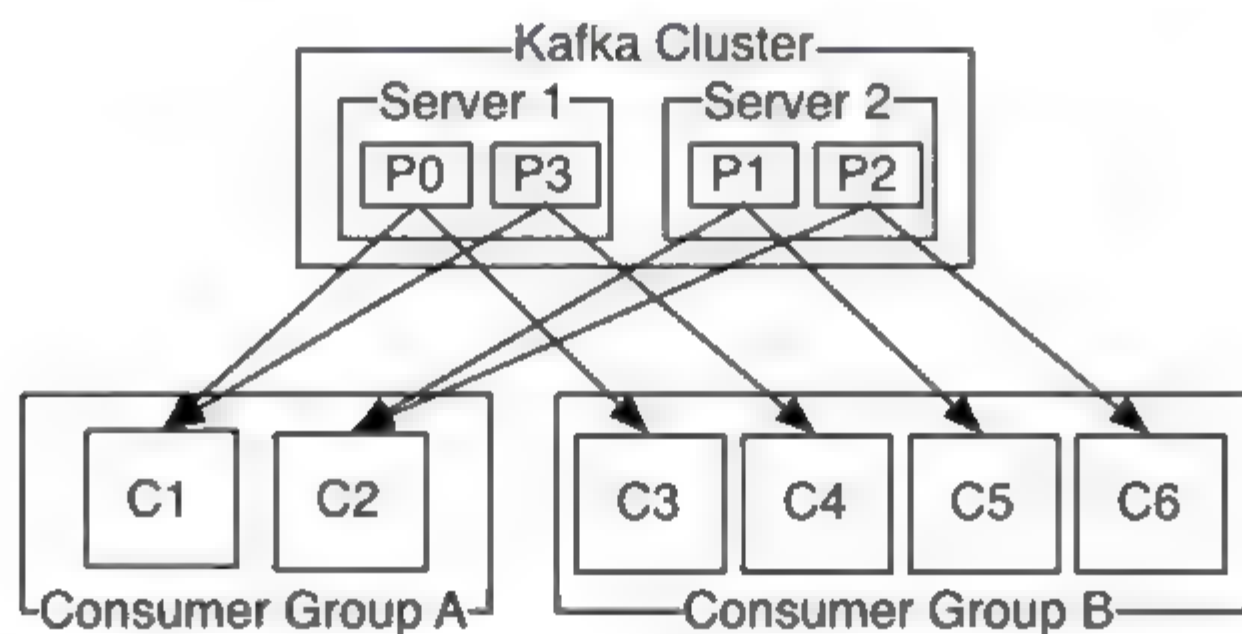 Kafka Cluster
Server 1 Server 2
P0 P3 P1 P2
C1 C2 C3 C4 C5 C6
Consumer Group A Consumer Group B